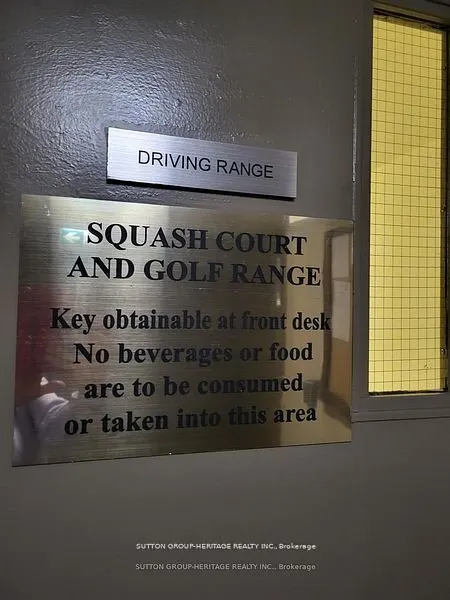 DRIVING RANGE
SQUASH COURT
AND GOLF RANGE
Key obtainable at front desk
No beverages or food
are to be consumed
or taken into this area
SUTTON GROUP-HERITAGE REALTY INC., Brokerage
SUTTON GROUP-HERITAGE REALTY INC., Brokerage